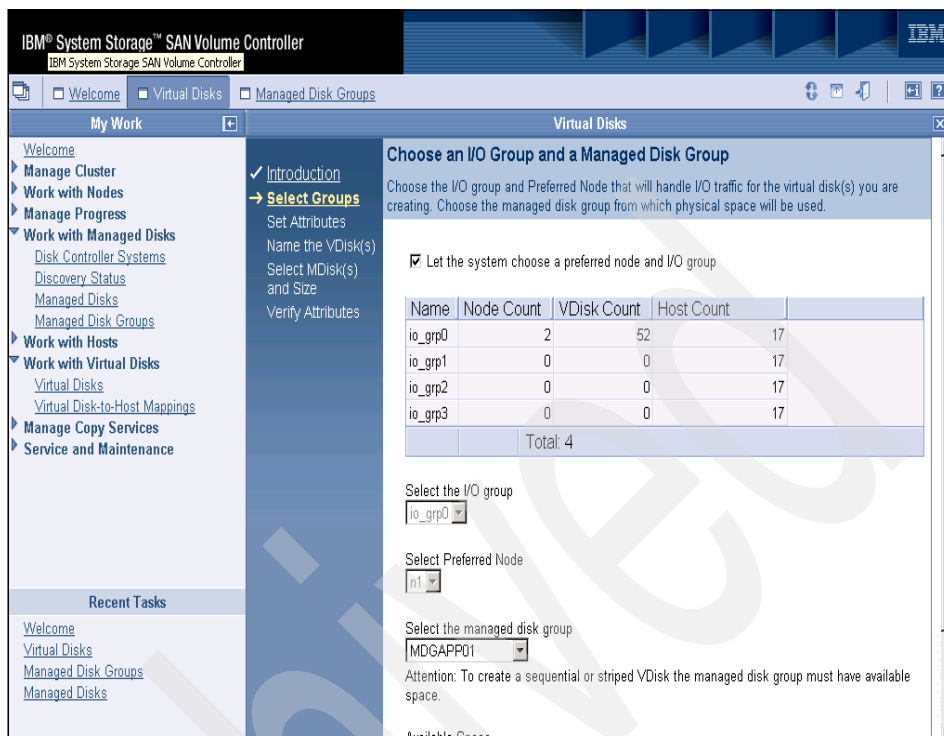 IBM® System Storage™ SAN Volume Controller
IBM System Storage SAN Volume Controller
IBM
Welcome
Virtual Disks
Managed Disk Groups
My Work
Welcome
Manage Cluster
Work with Nodes
Manage Progress
Work with Managed Disks
Disk Controller Systems
Discovery Status
Managed Disks
Managed Disk Groups
Work with Hosts
Work with Virtual Disks
Virtual Disks
Virtual Disk-to-Host Mappings
Manage Copy Services
Service and Maintenance
Recent Tasks
Welcome
Virtual Disks
Managed Disk Groups
Managed Disks
Virtual Disks
Introduction
Select Groups
Set Attributes
Name the VDisk(s)
Select MDisk(s)
and Size
Verify Attributes
Choose an I/O Group and a Managed Disk Group
Choose the I/O group and Preferred Node that will handle I/O traffic for the virtual disk(s) you are
creating. Choose the managed disk group from which physical space will be used.
Let the system choose a preferred node and I/O group
Name Node Count VDisk Count Host Count
io_grp0 2 52 17
io_grp1 0 0 17
io_grp2 0 0 17
io_grp3 0 0 17
Total: 4
Select the I/O group
io_grp0
Select Preferred Node
n1
Select the managed disk group
MDGAPP01
Attention: To create a sequential or striped VDisk the managed disk group must have available
space.